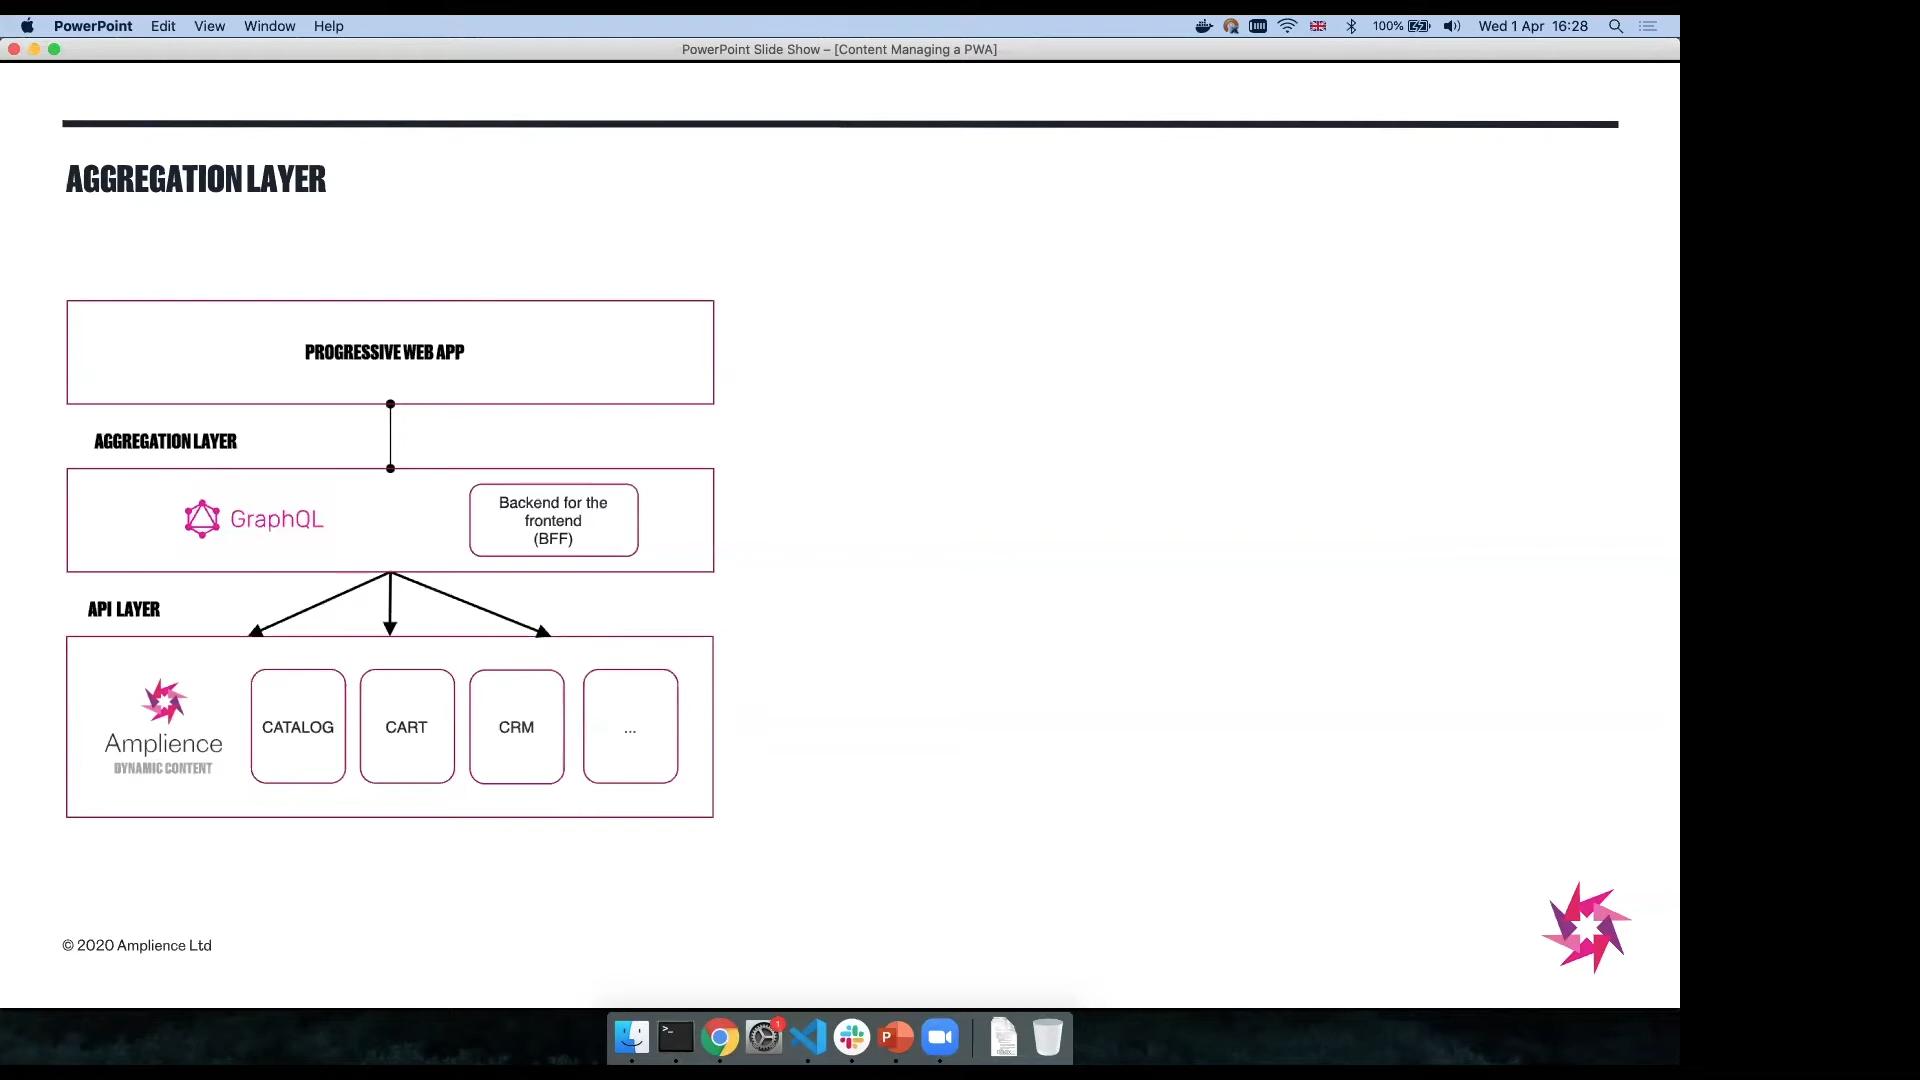 PowerPoint Edit View Window Help 100% Wed 1 Apr 16:28
PowerPoint Slide Show – [Content Managing a PWA]
AGGREGATION LAYER
PROGRESSIVE WEB APP
AGGREGATION LAYER
GraphQL
Backend for the
frontend
(BFF)
API LAYER
Amplience
DYNAMIC CONTENT
CATALOG
CART
CRM
...
© 2020 Amplience Ltd
1
>_
P